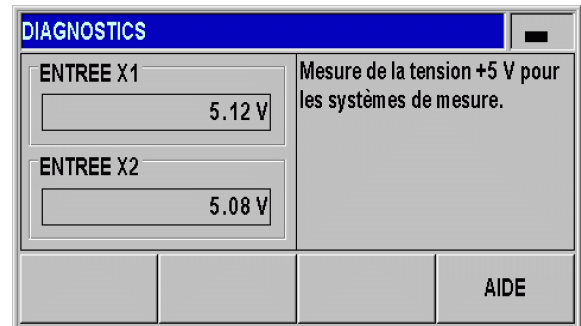 DIAGNOSTICS
ENTREE X1
5.12 V
ENTREE X2
5.08 V
Mesure de la tension +5 V pour
les systèmes de mesure.
AIDE